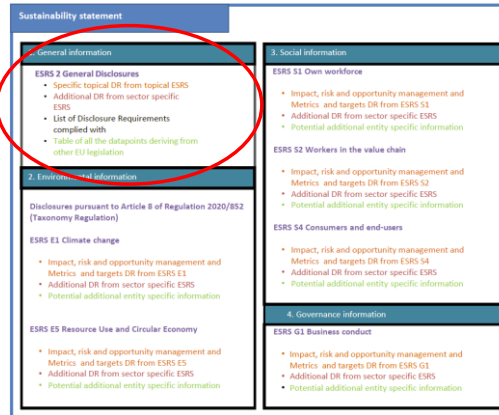 Sustainability statement
1. General information
ESRS 2 General Disclosures
• Specific topical DR from topical ESRS
• Additional DR from sector specific
ESRS
• List of Disclosure Requirements
complied with
• Table of all the datapoints deriving from
other EU legislation
2. Environmental information
Disclosures pursuant to Article 8 of Regulation 2020/852
(Taxonomy Regulation)
ESRS E1 Climate change
• Impact, risk and opportunity management and
Metrics and targets DR from ESRS E1
• Additional DR from sector specific ESRS
• Potential additional entity specific information
ESRS E5 Resource Use and Circular Economy
• Impact, risk and opportunity management and
Metrics and targets DR from ESRS E5
• Additional DR from sector specific ESRS
• Potential additional entity specific information
3. Social information
ESRS S1 Own workforce
• Impact, risk and opportunity management and
Metrics and targets DR from ESRS S1
• Additional DR from sector specific ESRS
• Potential additional entity specific information
ESRS S2 Workers in the value chain
• Impact, risk and opportunity management and
Metrics and targets DR from ESRS S2
• Additional DR from sector specific ESRS
• Potential additional entity specific information
ESRS S4 Consumers and end-users
• Impact, risk and opportunity management and
Metrics and targets DR from ESRS S4
• Additional DR from sector specific ESRS
• Potential additional entity specific information
4. Governance information
ESRS G1 Business conduct
• Impact, risk and opportunity management and
Metrics and targets DR from ESRS G1
• Additional DR from sector specific ESRS
• Potential additional entity specific information